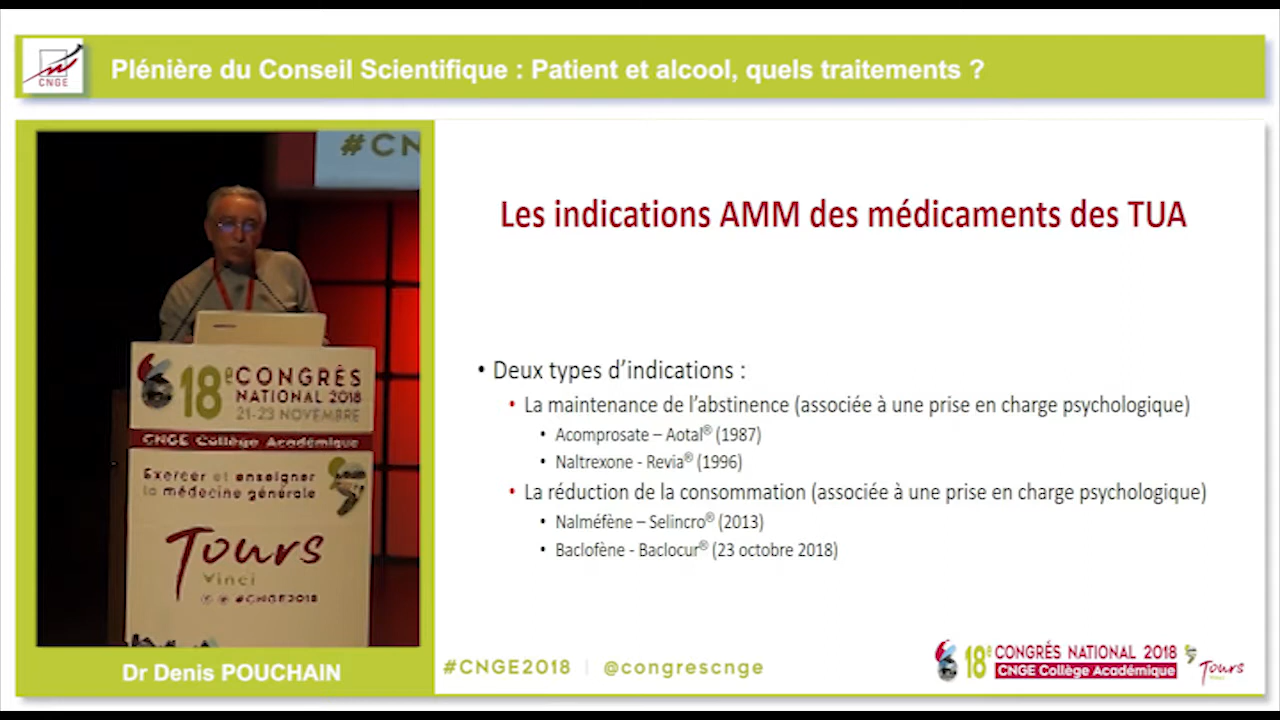 CNGE
Plénière du Conseil Scientifique : Patient et alcool, quels traitements ?
#CN
18e CONGRÈS
NATIONAL 2018
21-23 NOVEMBRE
CNGE Collège Académique
Exercer et enseigner
la médecine générale
Tours
Vinci
#CNGE2018
Dr Denis POUCHAIN
Les indications AMM des médicaments des TUA
• Deux types d’indications :
• La maintenance de l’abstinence (associée à une prise en charge psychologique)
• Acomprosate – Aotal® (1987)
• Naltrexone - Revia® (1996)
• La réduction de la consommation (associée à une prise en charge psychologique)
• Nalméfène – Selincro® (2013)
• Baclofène - Baclocur® (23 octobre 2018)
#CNGE2018 | @congrescnge
18e CONGRÈS NATIONAL 2018
CNGE Collège Académique
Tours
Vinci